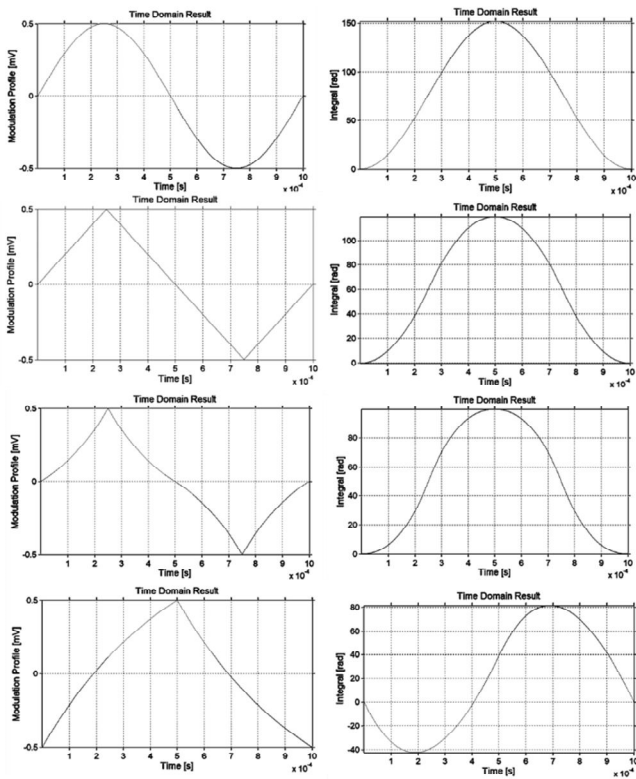 Time Domain Result
Modulation Profile [mV]
0.5
0
-0.5
1 2 3 4 5 6 7 8 9 10
Time [s]
x 10⁻⁴
Time Domain Result
Integral [rad]
150
100
50
0
1 2 3 4 5 6 7 8 9 10
Time [s]
x 10⁻⁴
Time Domain Result
Modulation Profile [mV]
0.5
0
-0.5
1 2 3 4 5 6 7 8 9 10
Time [s]
x 10⁻⁴
Time Domain Result
Integral [rad]
100
80
60
40
20
0
1 2 3 4 5 6 7 8 9 10
Time [s]
x 10⁻⁴
Time Domain Result
Modulation Profile [mV]
0.5
0
-0.5
1 2 3 4 5 6 7 8 9 10
Time [s]
x 10⁻⁴
Time Domain Result
Integral [rad]
80
60
40
20
0
1 2 3 4 5 6 7 8 9 10
Time [s]
x 10⁻⁴
Time Domain Result
Modulation Profile [mV]
0.5
0
-0.5
1 2 3 4 5 6 7 8 9 10
Time [s]
x 10⁻⁴
Time Domain Result
Integral [rad]
80
60
40
20
0
-20
-40
1 2 3 4 5 6 7 8 9 10
Time [s]
x 10⁻⁴